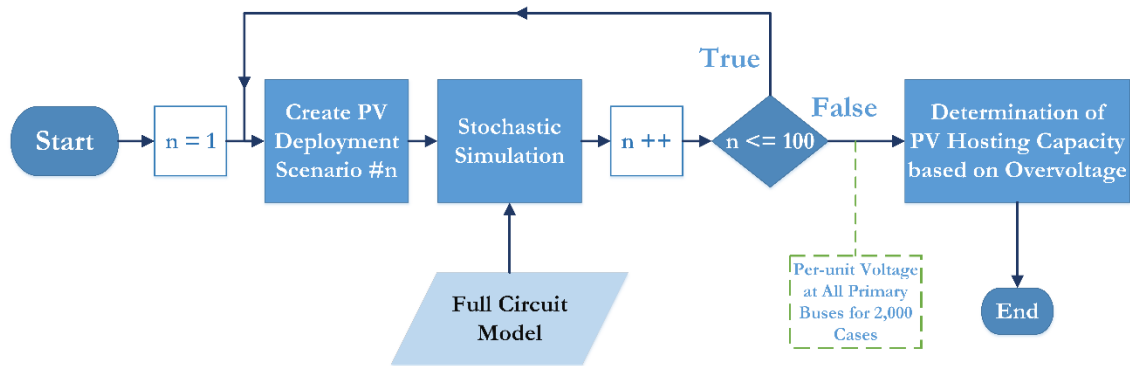 Start
n = 1
Create PV
Deployment
Scenario #n
Stochastic
Simulation
n ++
n <= 100
True
False
Determination of
PV Hosting Capacity
based on Overvoltage
Full Circuit
Model
Per-unit Voltage
at All Primary
Buses for 2,000
Cases
End